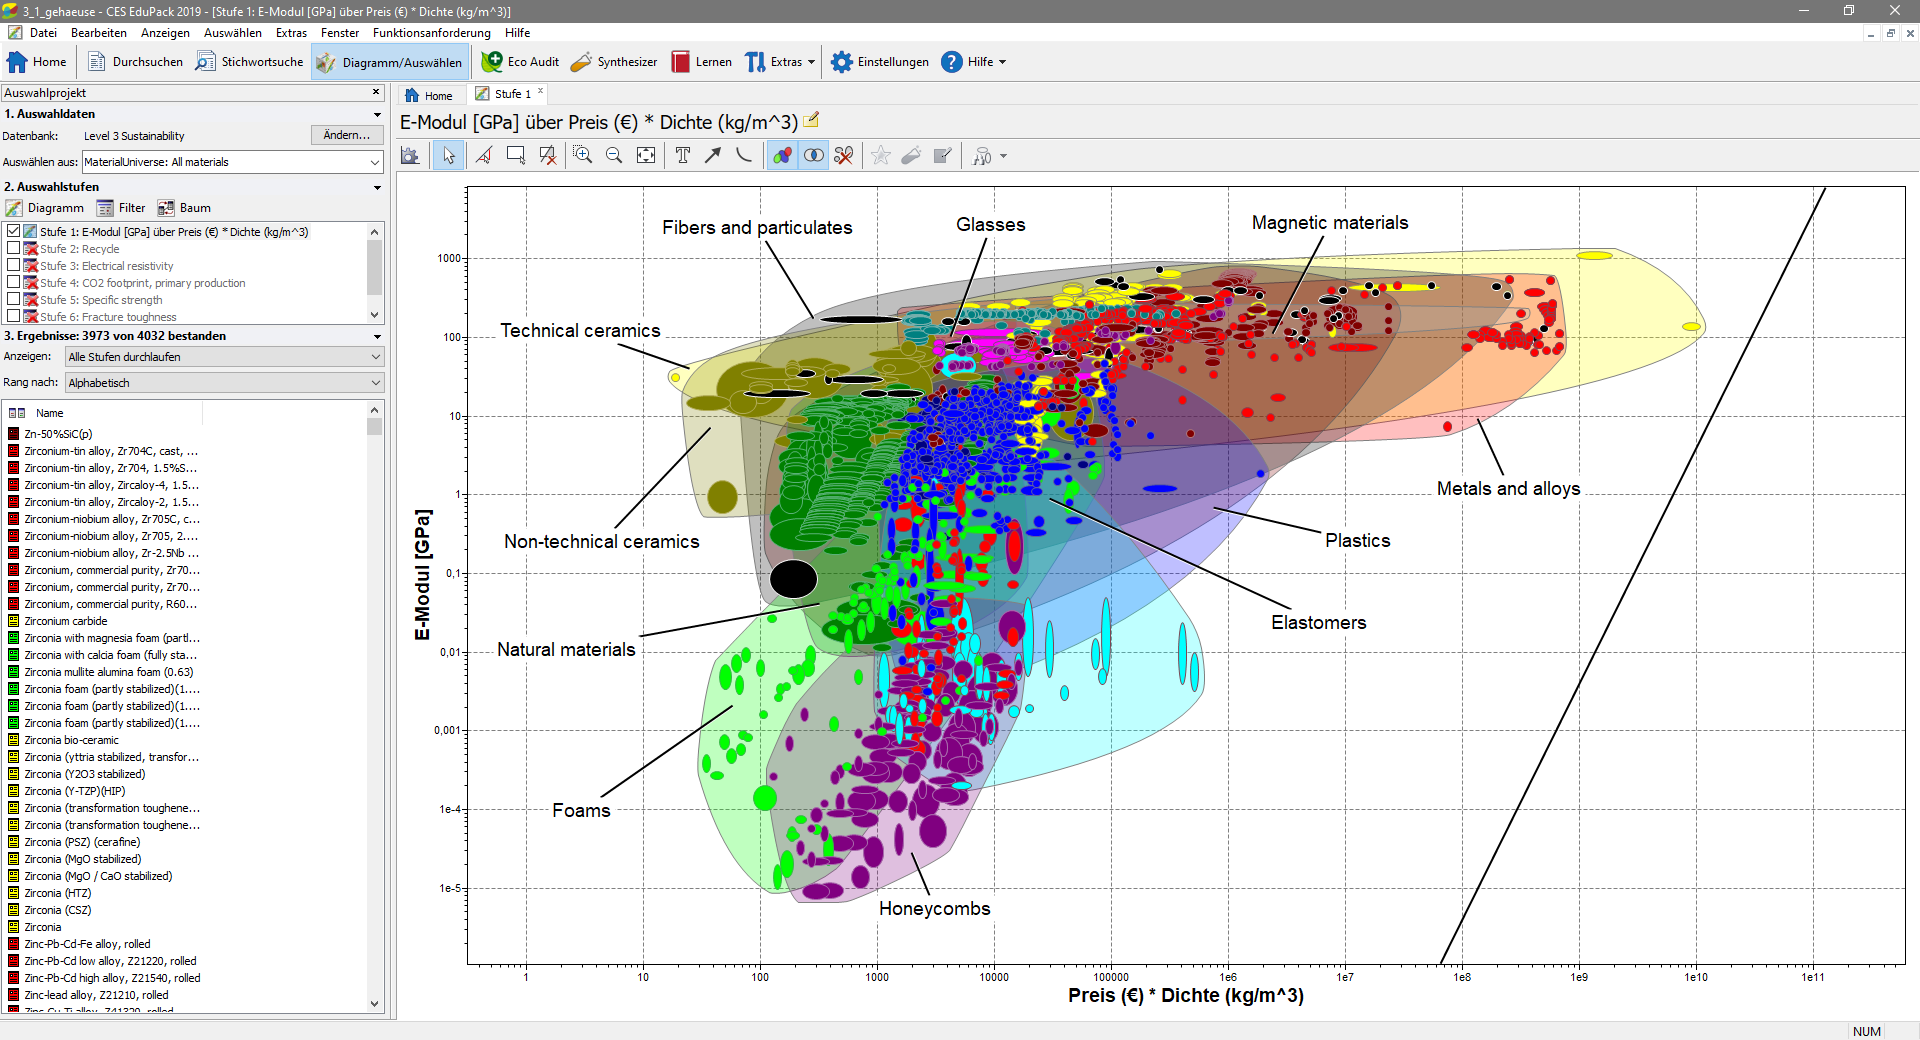 3_1_gehaeuse - CES EduPack 2019 - [Stufe 1: E-Modul [GPa] über Preis (€) * Dichte (kg/m^3)]
Datei Bearbeiten Anzeigen Auswählen Extras Fenster Funktionsanforderung Hilfe
Home Durchsuchen Stichwortsuche Diagramm/Auswählen Eco Audit Synthesizer Lernen Extras Einstellungen Hilfe
Auswahlprojekt
1. Auswahldaten
Datenbank: Level 3 Sustainability Ändern...
Auswählen aus: MaterialUniverse: All materials
2. Auswahlstufen
Diagramm Filter Baum
Stufe 1: E-Modul [GPa] über Preis (€) * Dichte (kg/m^3)
Stufe 2: Recycle
Stufe 3: Electrical resistivity
Stufe 4: CO2 footprint, primary production
Stufe 5: Specific strength
Stufe 6: Fracture toughness
3. Ergebnisse: 3973 von 4032 bestanden
Anzeigen: Alle Stufen durchlaufen
Rang nach: Alphabetisch
Name
Zn-50%SiC(p)
Zirconium-tin alloy, Zr704C, cast, ...
Zirconium-tin alloy, Zr704, 1.5%S...
Zirconium-tin alloy, Zircaloy-4, 1.5...
Zirconium-tin alloy, Zircaloy-2, 1.5...
Zirconium-niobium alloy, Zr705C, c...
Zirconium-niobium alloy, Zr705, 2....
Zirconium-niobium alloy, Zr-2.5Nb ...
Zirconium, commercial purity, Zr70...
Zirconium, commercial purity, Zr70...
Zirconium, commercial purity, R60...
Zirconium carbide
Zirconia with magnesia foam (partl...
Zirconia with calcia foam (fully sta...
Zirconia mullite alumina foam (0.63)
Zirconia foam (partly stabilized)(1....
Zirconia foam (partly stabilized)(1....
Zirconia foam (partly stabilized)(1....
Zirconia bio-ceramic
Zirconia (yttria stabilized, transfor...
Zirconia (Y2O3 stabilized)
Zirconia (Y-TZP)(HIP)
Zirconia (transformation toughene...
Zirconia (transformation toughene...
Zirconia (PSZ) (cerafine)
Zirconia (MgO stabilized)
Zirconia (MgO / CaO stabilized)
Zirconia (HTZ)
Zirconia (CSZ)
Zirconia
Zinc-Pb-Cd-Fe alloy, rolled
Zinc-Pb-Cd low alloy, Z21220, rolled
Zinc-Pb-Cd high alloy, Z21540, rolled
Zinc-lead alloy, Z21210, rolled
Zinc-Cu-Ti alloy, Z41320, rolled
Home Stufe 1
E-Modul [GPa] über Preis (€) * Dichte (kg/m^3)
Fibers and particulates
Glasses
Magnetic materials
Technical ceramics
Metals and alloys
Non-technical ceramics
Plastics
Elastomers
Natural materials
Foams
Honeycombs
E-Modul [GPa]
1000
100
10
1
0,1
0,01
0,001
1e-4
1e-5
1 10 100 1000 10000 100000 1e6 1e7 1e8 1e9 1e10 1e11
Preis (€) * Dichte (kg/m^3)
NUM